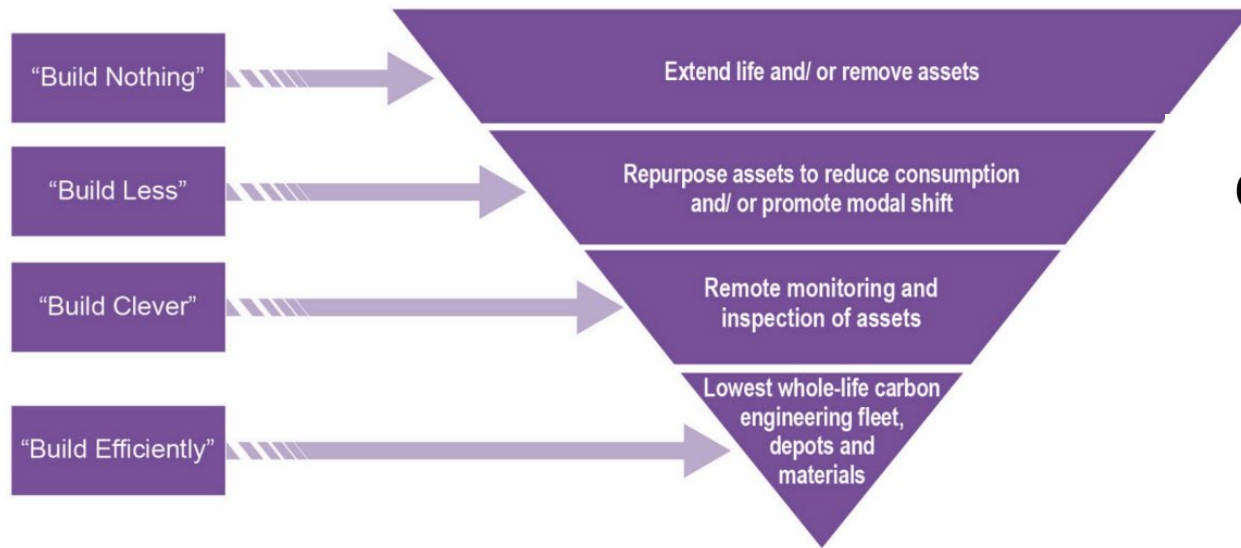 “Build Nothing”
Extend life and/ or remove assets
“Build Less”
Repurpose assets to reduce consumption
and/ or promote modal shift
“Build Clever”
Remote monitoring and
inspection of assets
“Build Efficiently”
Lowest whole-life carbon
engineering fleet,
depots and
materials